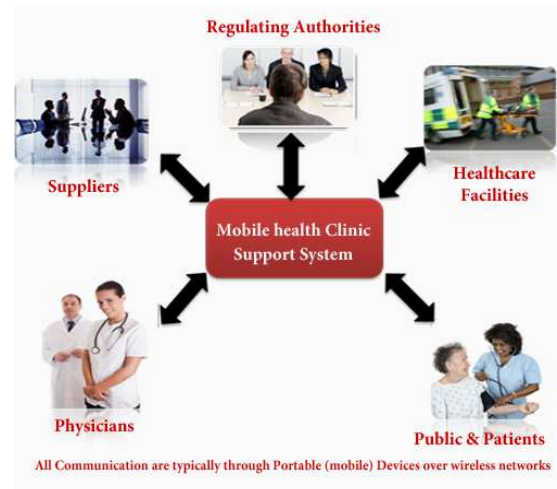 Regulating Authorities
Suppliers
Healthcare
Facilities
Mobile health Clinic
Support System
Physicians
Public & Patients
All Communication are typically through Portable (mobile) Devices over wireless networks